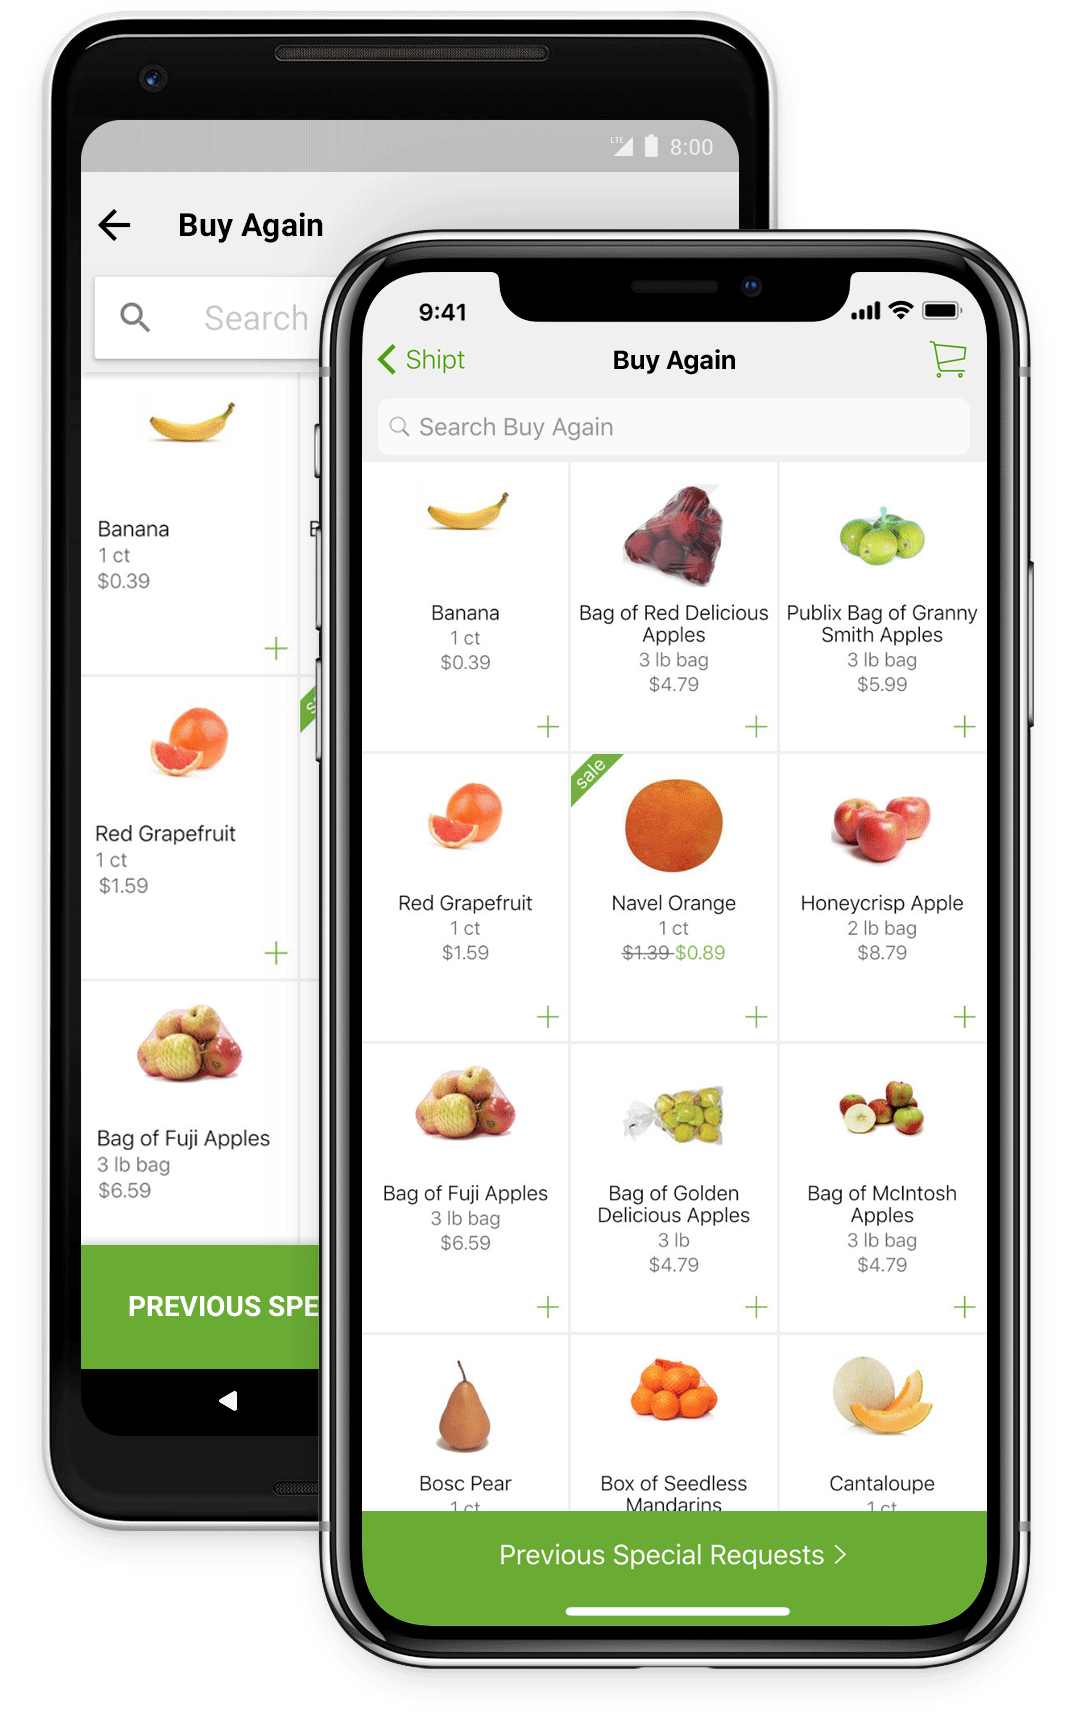 LTE 8:00
Buy Again
Search
Banana
1 ct
$0.39
Red Grapefruit
1 ct
$1.59
Bag of Fuji Apples
3 lb bag
$6.59
PREVIOUS SPE
9:41
Shipt
Buy Again
Search Buy Again
Banana
1 ct
$0.39
Bag of Red Delicious
Apples
3 lb bag
$4.79
Publix Bag of Granny
Smith Apples
3 lb bag
$5.99
Red Grapefruit
1 ct
$1.59
sale
Navel Orange
1 ct
$1.39 $0.89
Honeycrisp Apple
2 lb bag
$8.79
Bag of Fuji Apples
3 lb bag
$6.59
Bag of Golden
Delicious Apples
3 lb
$4.79
Bag of McIntosh
Apples
3 lb bag
$4.79
Bosc Pear
1 ct
Box of Seedless
Mandarins
Cantaloupe
1 ct
Previous Special Requests >